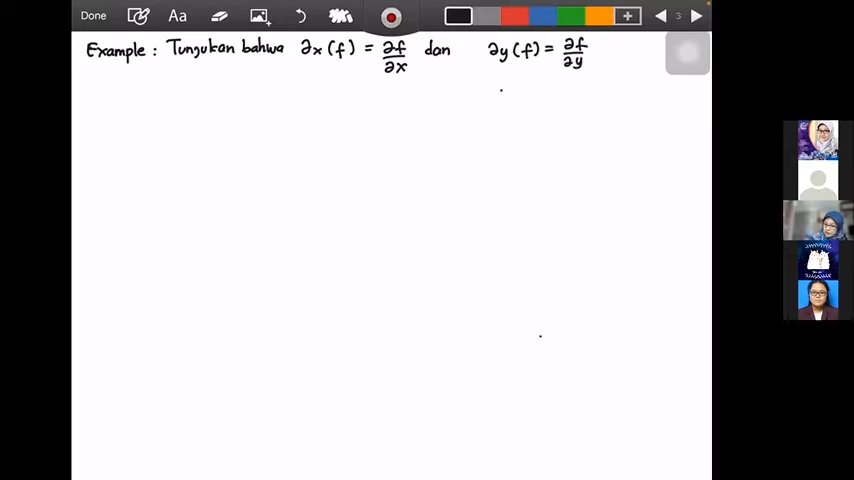 Done Aa 3
Example : Tunjukan bahwa ∂x(f) = ∂f/∂x dan ∂y(f) = ∂f/∂y